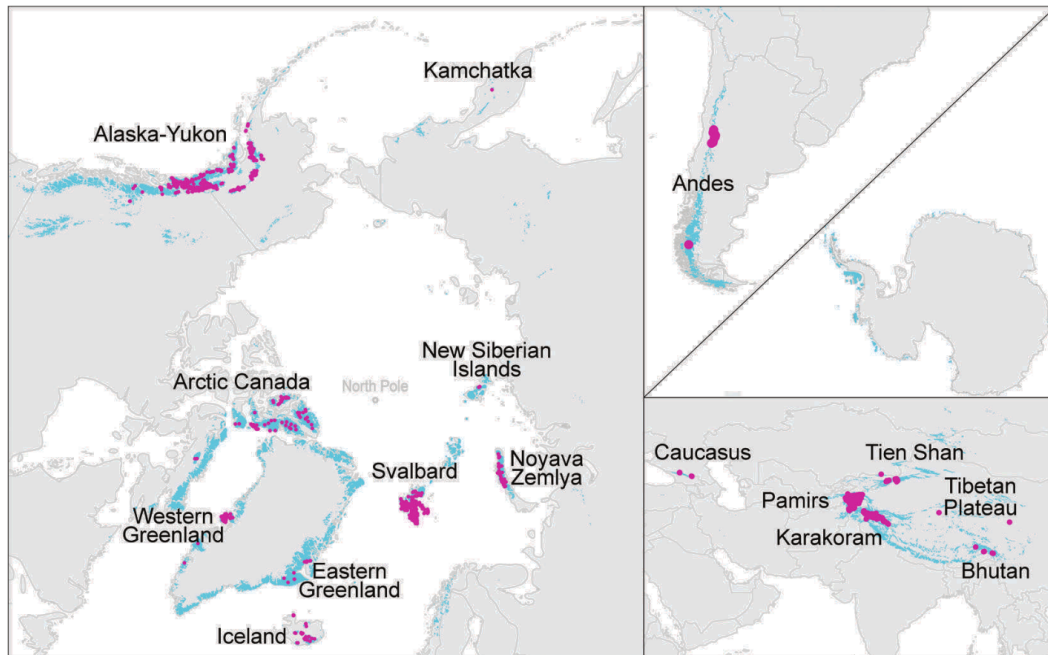 Kamchatka
Alaska-Yukon
New Siberian
Islands
Arctic Canada
North Pole
Svalbard
Noyava
Zemlya
Western
Greenland
Eastern
Greenland
Iceland
Andes
Caucasus
Tien Shan
Pamirs
Tibetan
Plateau
Karakoram
Bhutan